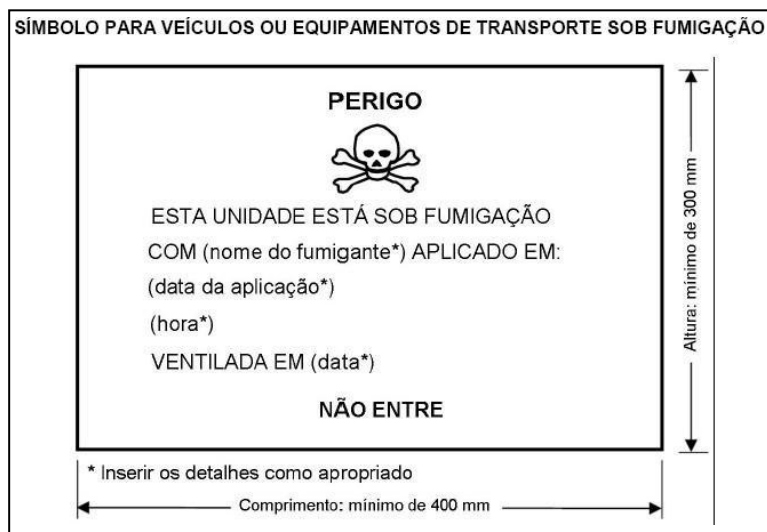 SÍMBOLO PARA VEÍCULOS OU EQUIPAMENTOS DE TRANSPORTE SOB FUMIGAÇÃO
PERIGO
ESTA UNIDADE ESTÁ SOB FUMIGAÇÃO
COM (nome do fumigante*) APLICADO EM:
(data da aplicação*)
(hora*)
VENTILADA EM (data*)
NÃO ENTRE
Altura: mínimo de 300 mm
* Inserir os detalhes como apropriado
Comprimento: mínimo de 400 mm